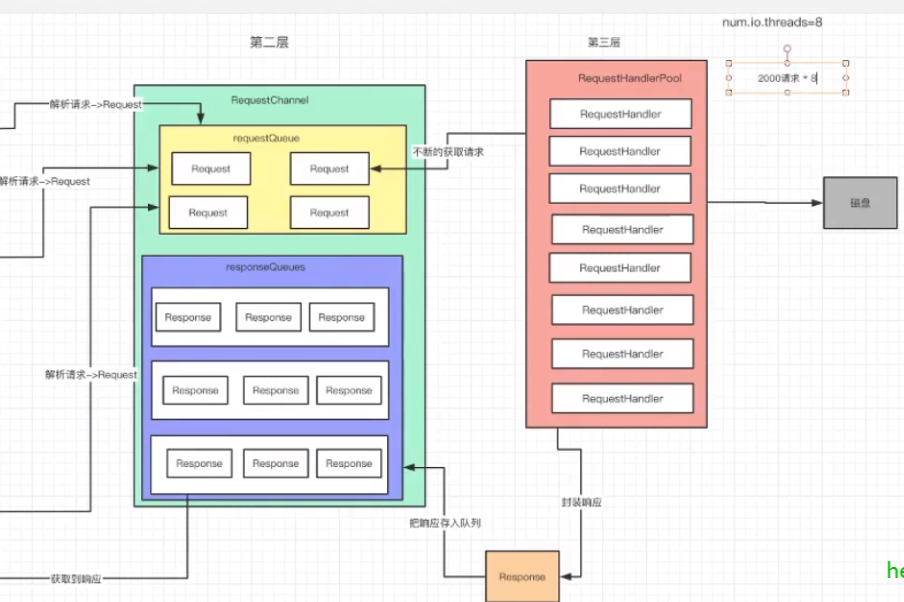 num.io.threads=8
第二层
第三层
2000请求 * 8
RequestHandlerPool
RequestChannel
解析请求->Request
requestQueue
Request
Request
Request
Request
不断的获取请求
解析请求->Request
RequestHandler
RequestHandler
RequestHandler
RequestHandler
RequestHandler
RequestHandler
RequestHandler
RequestHandler
磁盘
responseQueues
Response
Response
Response
解析请求->Request
Response
Response
Response
Response
Response
Response
封装响应
把响应存入队列
获取到响应
Response
he